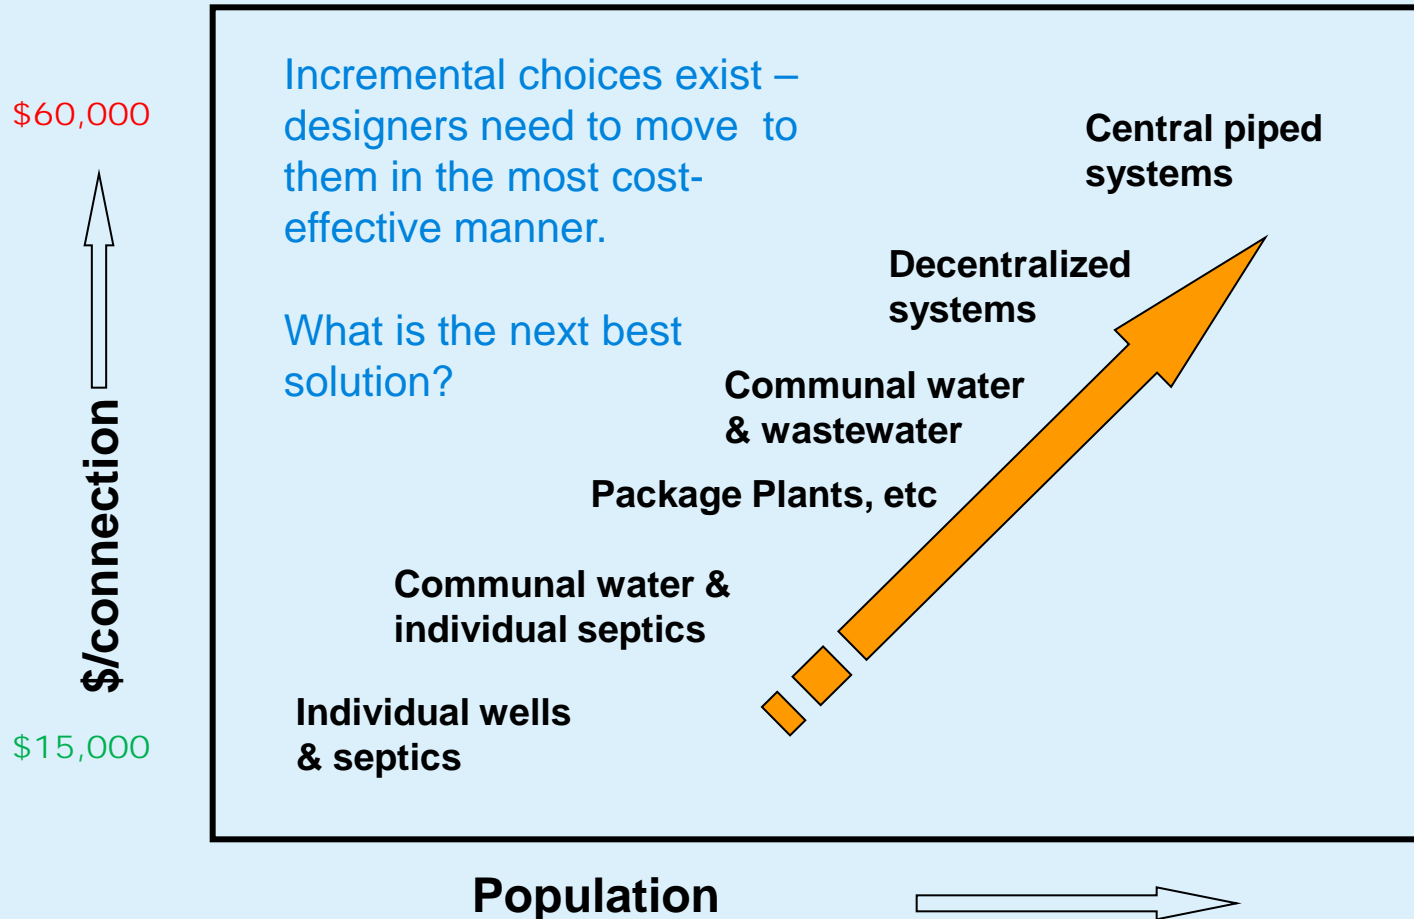 $60,000
$/connection
$15,000
Incremental choices exist –
designers need to move  to
them in the most cost-
effective manner.
What is the next best
solution?
Central piped
systems
Decentralized
systems
Communal water
& wastewater
Package Plants, etc
Communal water &
individual septics
Individual wells
& septics
Population